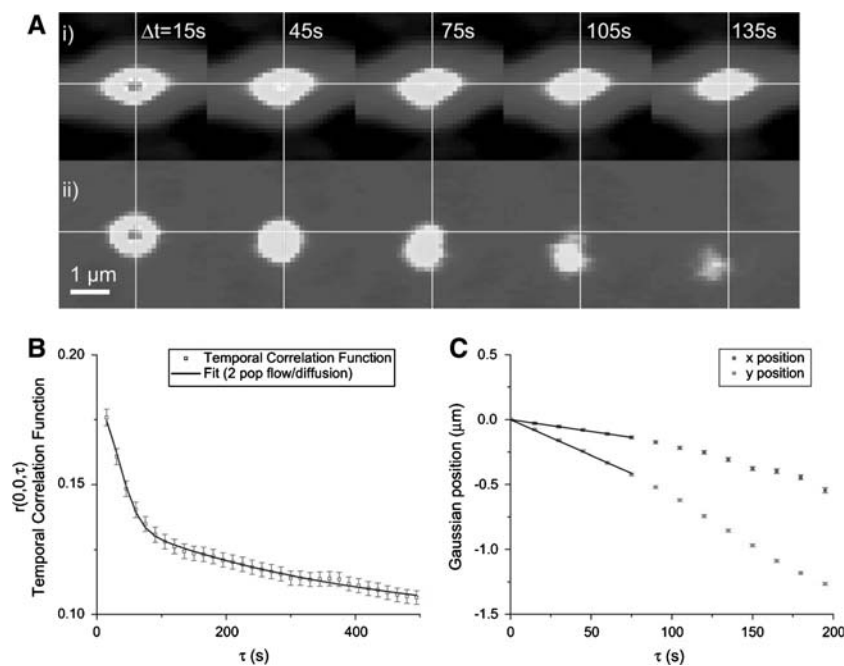 A
i)
Δt=15s
45s
75s
105s
135s
ii)
1 μm
B
0.20
Temporal Correlation Function
Fit (2 pop flow/diffusion)
r(0,0,τ)
Temporal Correlation Function
0.15
0.10
0
200
400
τ (s)
C
0.5
x position
y position
0.0
Gaussian position (μm)
-0.5
-1.0
-1.5
0
50
100
150
200
τ (s)